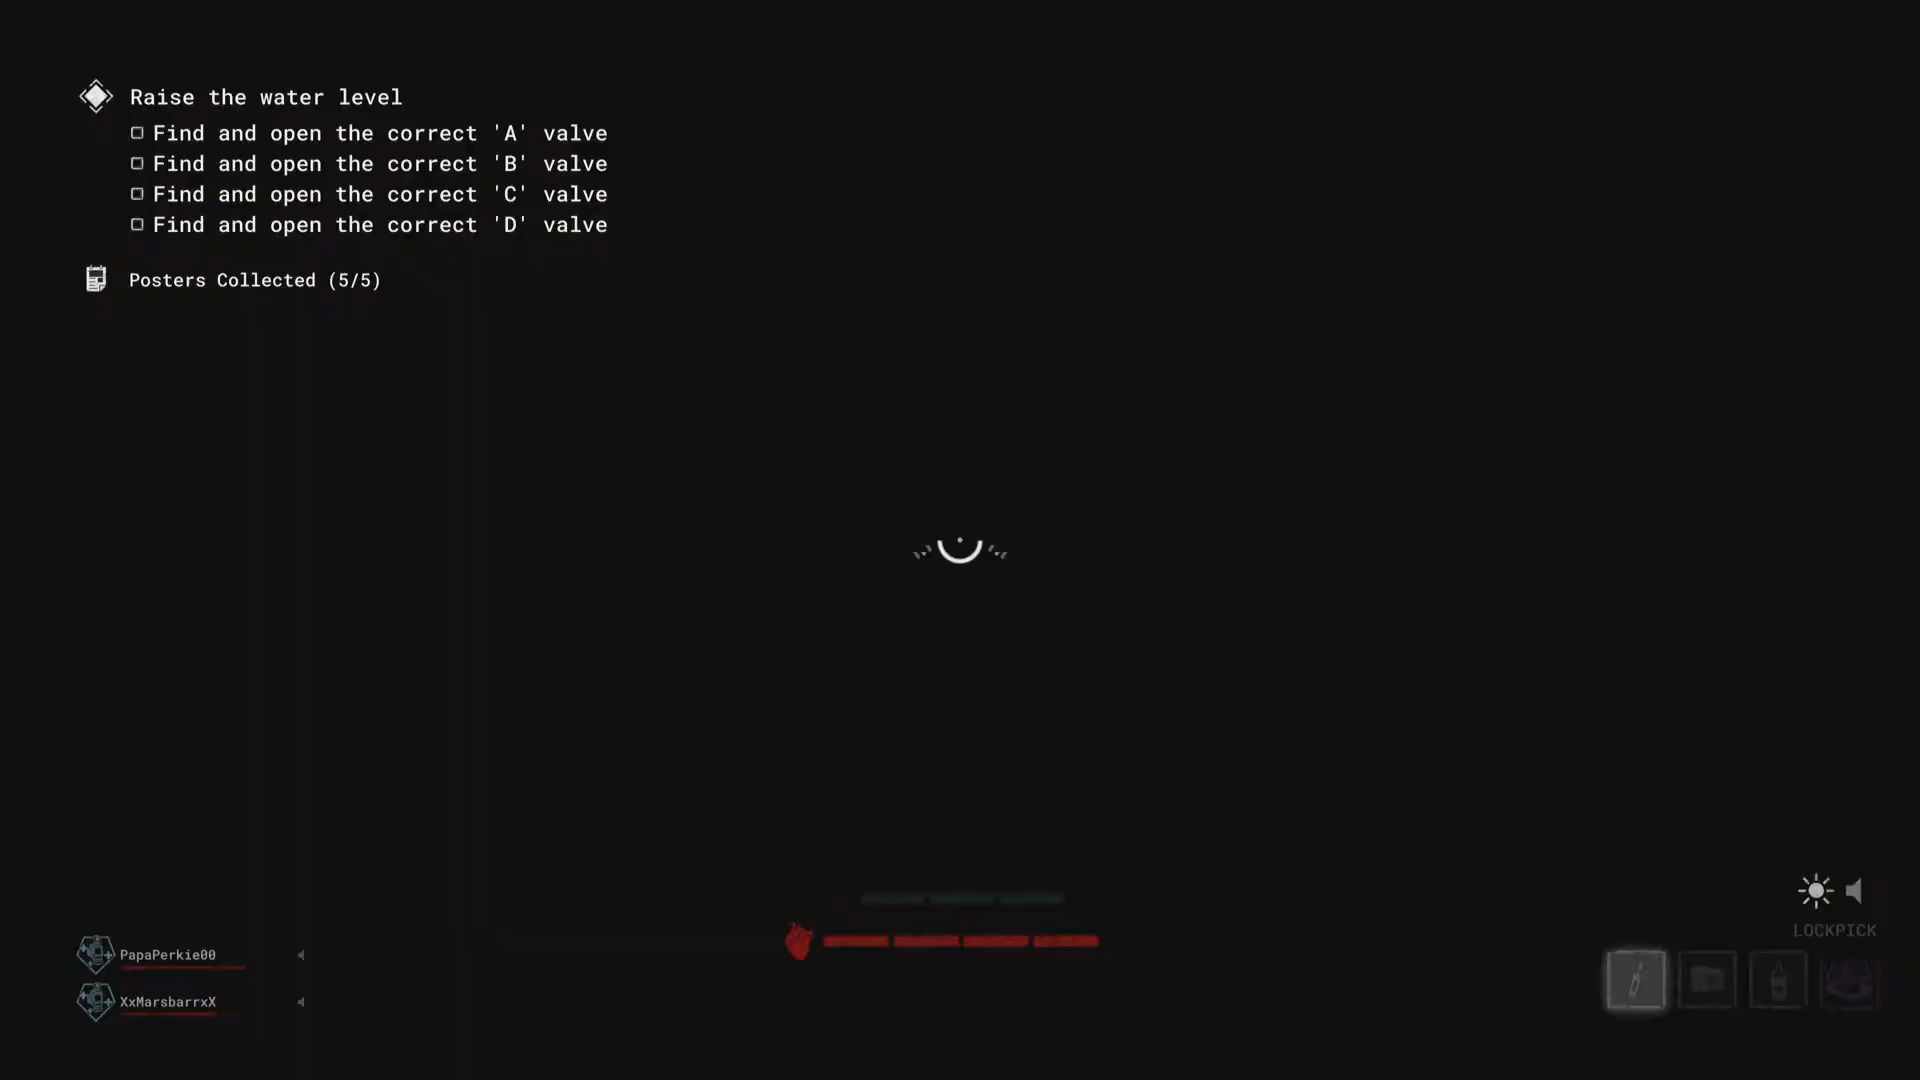 Raise the water level
Find and open the correct 'A' valve
Find and open the correct 'B' valve
Find and open the correct 'C' valve
Find and open the correct 'D' valve
Posters Collected (5/5)
LOCKPICK
PapaPerkie00
XxMarsbarrxX